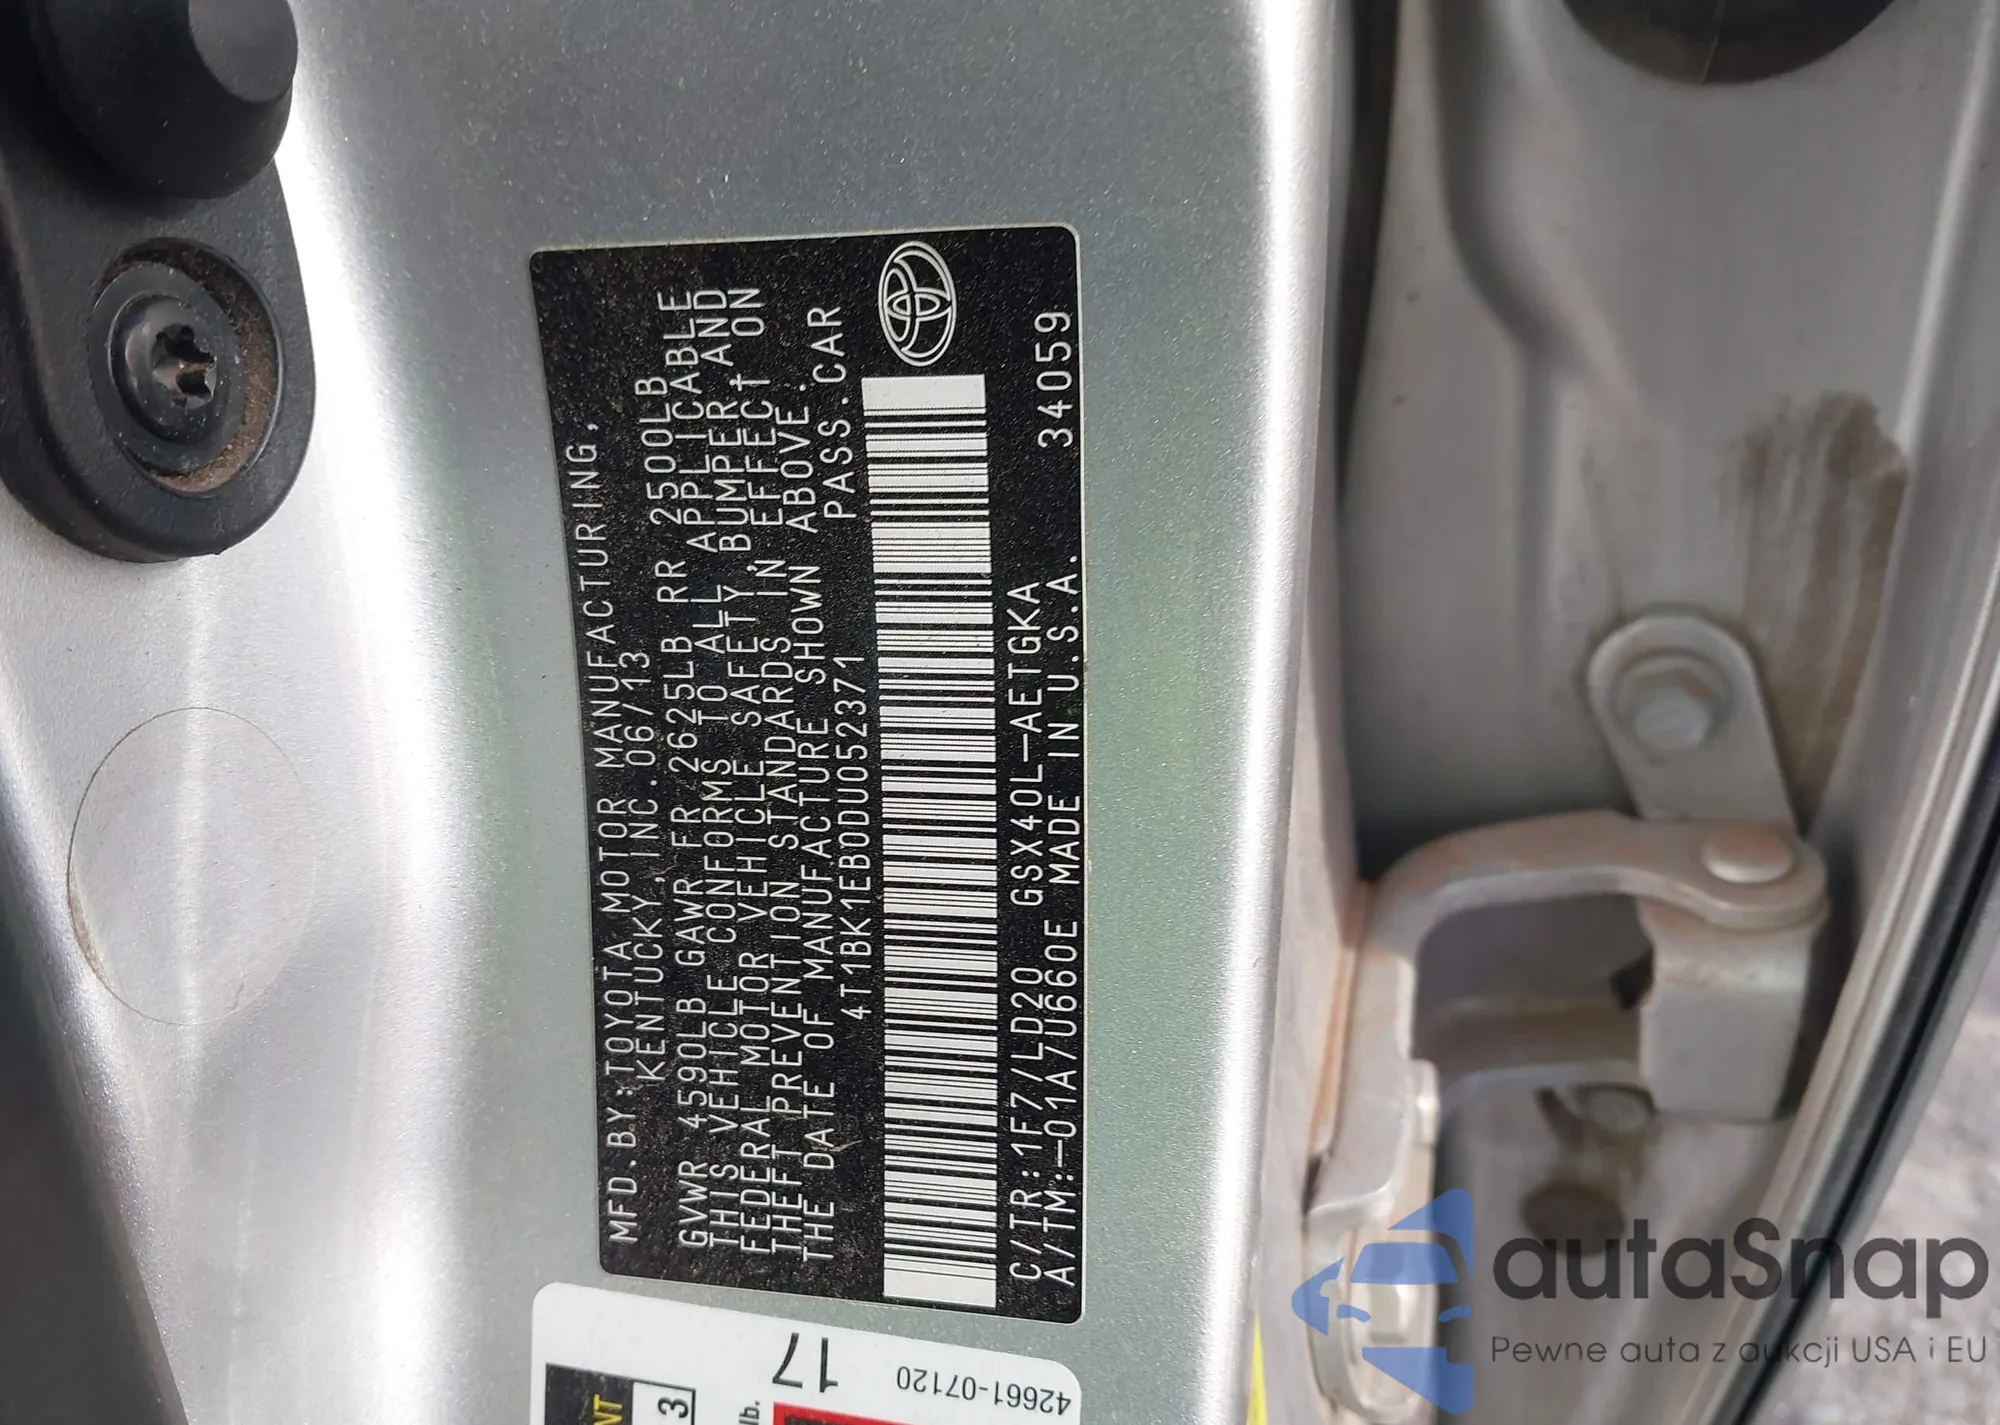 MFD.BY:TOYOTA MOTOR MANUFACTURING,
KENTUCKY,INC.06/13
GVWR 4590LB GAWR FR 2625LB RR 2500LB
THIS VEHICLE CONFORMS TO ALL APPLICABLE
FEDERAL MOTOR VEHICLE SAFETY,BUMPER,AND
THEFT PREVENTION STANDARDS IN EFFECT ON
THE DATE OF MANUFACTURE SHOWN ABOVE.
4T1BK1EB0DU052371 PASS.CAR
C/TR:1F7/LD20 GSX40L-AETGKA 34059
A/TM:-01A/U660E MADE IN U.S.A.
17
42661-07120
NT
3
lb.
autaSnap
Pewne auta z aukcji USA i EU